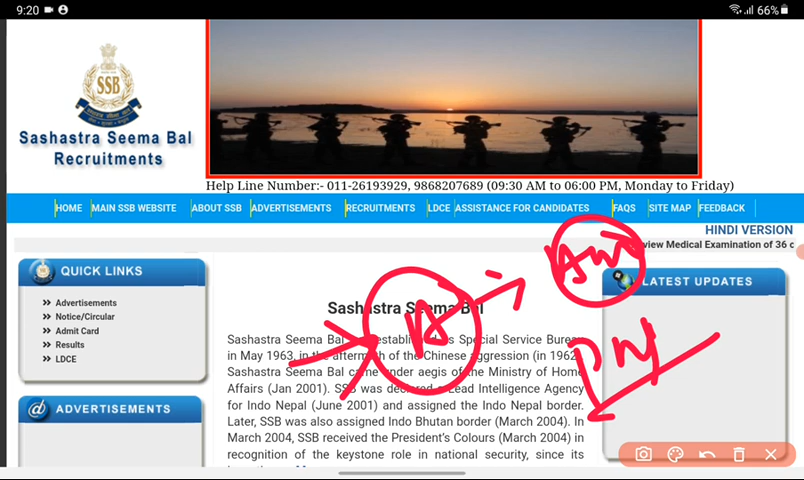 9:20
66%
SSB
Sashastra Seema Bal
Recruitments
Help Line Number:- 011-26193929, 9868207689 (09:30 AM to 06:00 PM, Monday to Friday)
HOME MAIN SSB WEBSITE ABOUT SSB ADVERTISEMENTS RECRUITMENTS LDCE ASSISTANCE FOR CANDIDATES FAQS SITE MAP FEEDBACK
HINDI VERSION
view Medical Examination of 36
QUICK LINKS
Advertisements
Notice/Circular
Admit Card
Results
LDCE
ADVERTISEMENTS
Sashastra Seema Bal
Sashastra Seema Bal established as Special Service Bureau
in May 1963, in the aftermath of the Chinese aggression (in 1962
Sashastra Seema Bal came under aegis of the Ministry of Home
Affairs (Jan 2001). SSB was declared Lead Intelligence Agency
for Indo Nepal (June 2001) and assigned the Indo Nepal border.
Later, SSB was also assigned Indo Bhutan border (March 2004). In
March 2004, SSB received the President's Colours (March 2004) in
recognition of the keystone role in national security, since its
LATEST UPDATES